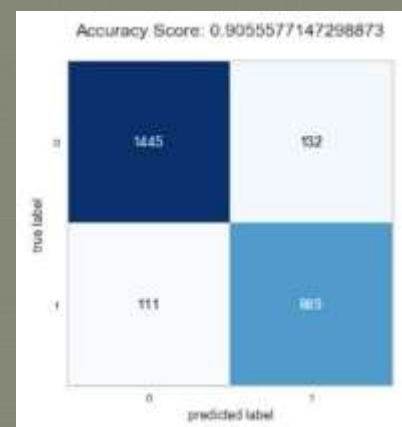 Accuracy Score: 0.9055577147298873
0 1445 132
true label
1 111 885
0 1
predicted label